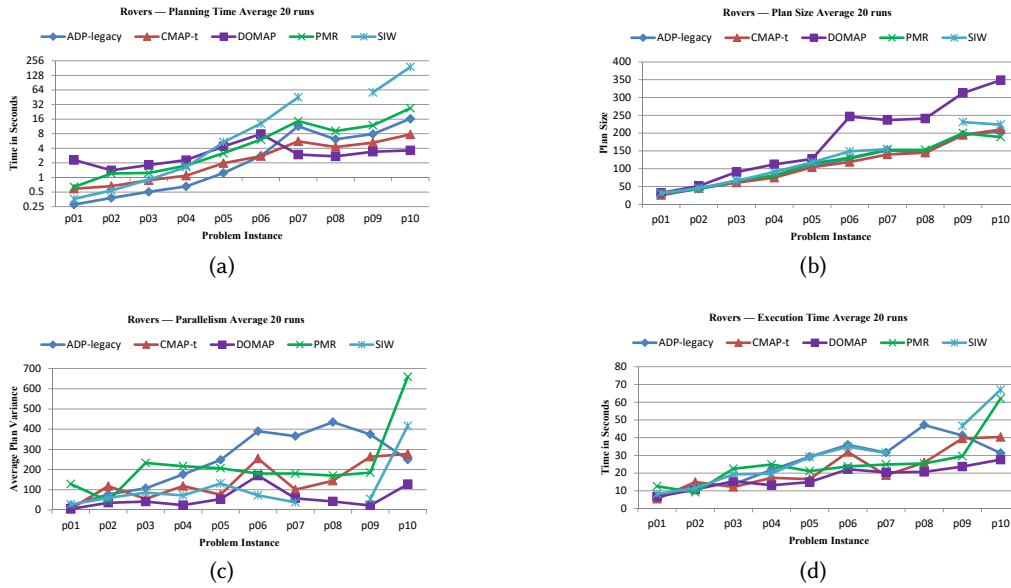 Rovers — Planning Time Average 20 runs
ADP-legacy CMAP-t DOMAP PMR SIW
Time in Seconds
256
128
64
32
16
8
4
2
1
0.5
0.25
p01 p02 p03 p04 p05 p06 p07 p08 p09 p10
Problem Instance
(a)
Rovers — Plan Size Average 20 runs
ADP-legacy CMAP-t DOMAP PMR SIW
Plan Size
400
350
300
250
200
150
100
50
0
p01 p02 p03 p04 p05 p06 p07 p08 p09 p10
Problem Instance
(b)
Rovers — Parallelism Average 20 runs
ADP-legacy CMAP-t DOMAP PMR SIW
Average Plan Variance
700
600
500
400
300
200
100
0
p01 p02 p03 p04 p05 p06 p07 p08 p09 p10
Problem Instance
(c)
Rovers — Execution Time Average 20 runs
ADP-legacy CMAP-t DOMAP PMR SIW
Time in Seconds
80
70
60
50
40
30
20
10
0
p01 p02 p03 p04 p05 p06 p07 p08 p09 p10
Problem Instance
(d)